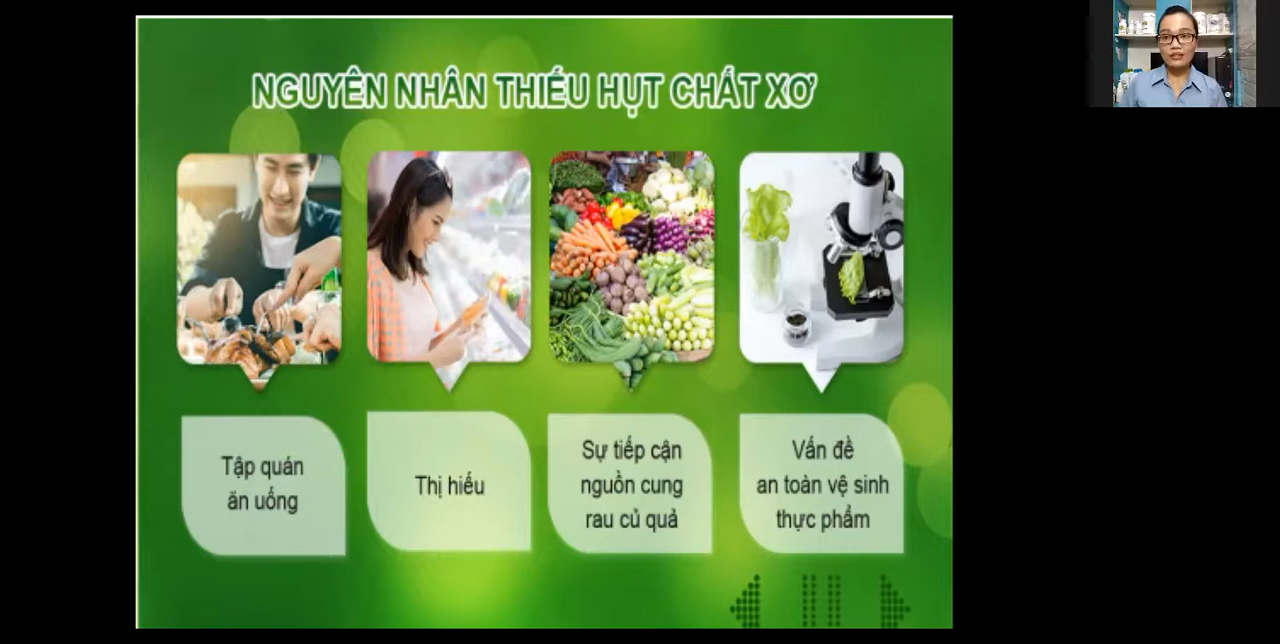 NGUYÊN NHÂN THIẾU HỤT CHẤT XƠ
Tập quán
ăn uống
Thị hiếu
Sự tiếp cận
nguồn cung
rau củ quả
Vấn đề
an toàn vệ sinh
thực phẩm